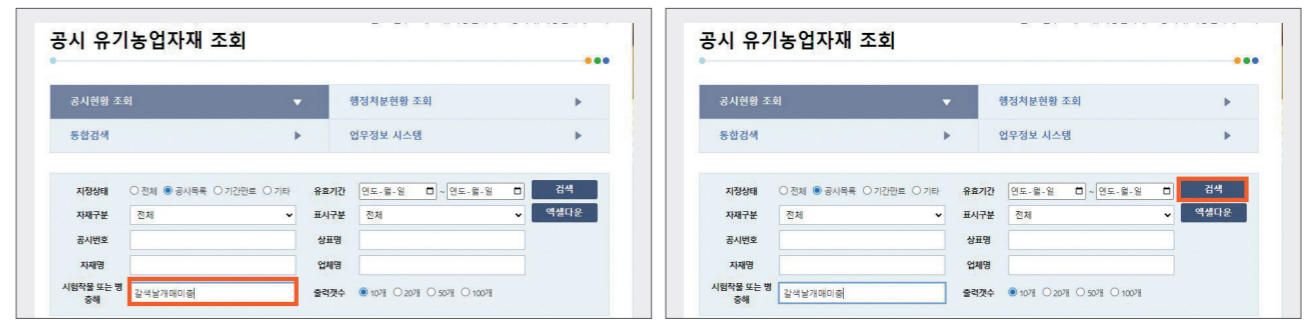 공시 유기농업자재 조회
공시현황 조회 행정처분현황 조회
통합검색 업무정보 시스템
지정상태 전체 공시목록 기간만료 기타 유효기간 연도-월-일 ~ 연도-월-일 검색
자재구분 전체 표시구분 전체 엑셀다운
공시번호 상표명
자재명 업체명
시험작물 또는 병
충해 갈색날개매미충 출력갯수 10개 20개 50개 100개
공시 유기농업자재 조회
공시현황 조회 행정처분현황 조회
통합검색 업무정보 시스템
지정상태 전체 공시목록 기간만료 기타 유효기간 연도-월-일 ~ 연도-월-일 검색
자재구분 전체 표시구분 전체 엑셀다운
공시번호 상표명
자재명 업체명
시험작물 또는 병
충해 갈색날개매미충 출력갯수 10개 20개 50개 100개